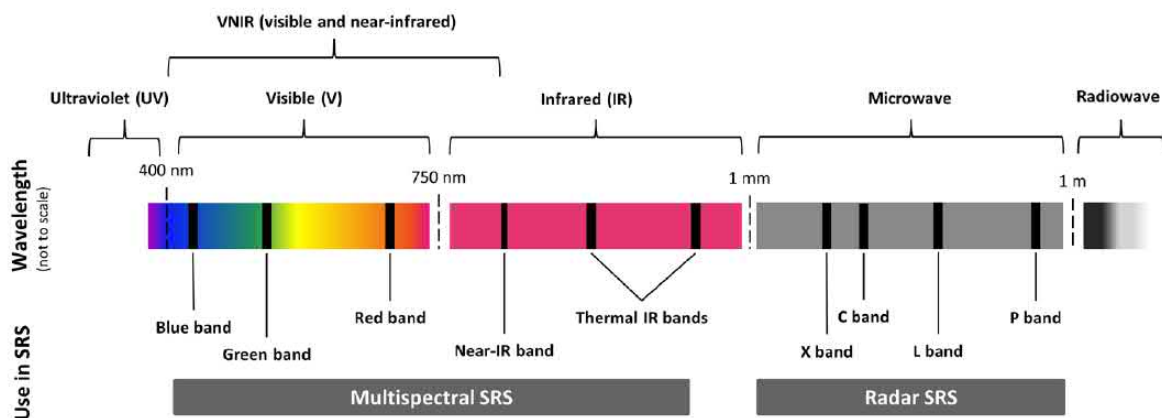 VNIR (visible and near-infrared)
Ultraviolet (UV)
Visible (V)
Infrared (IR)
Microwave
Radiowave
400 nm
750 nm
1 mm
1 m
Wavelength
(not to scale)
Blue band
Green band
Red band
Near-IR band
Thermal IR bands
X band
C band
L band
P band
Use in SRS
Multispectral SRS
Radar SRS